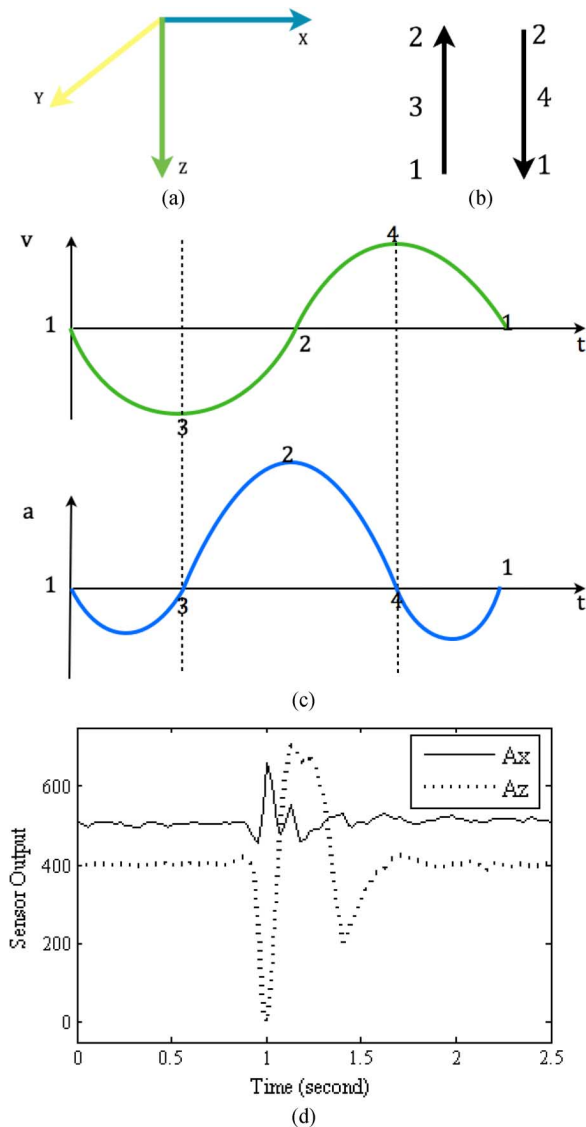 X
Y
Z
(a)
2 2
3 4
1 1
(b)
v
4
1 1
2 t
3
2
a
1 1
3 4 t
(c)
Ax
Az
600
400
200
0
Sensor Output
0 0.5 1 1.5 2 2.5
Time (second)
(d)